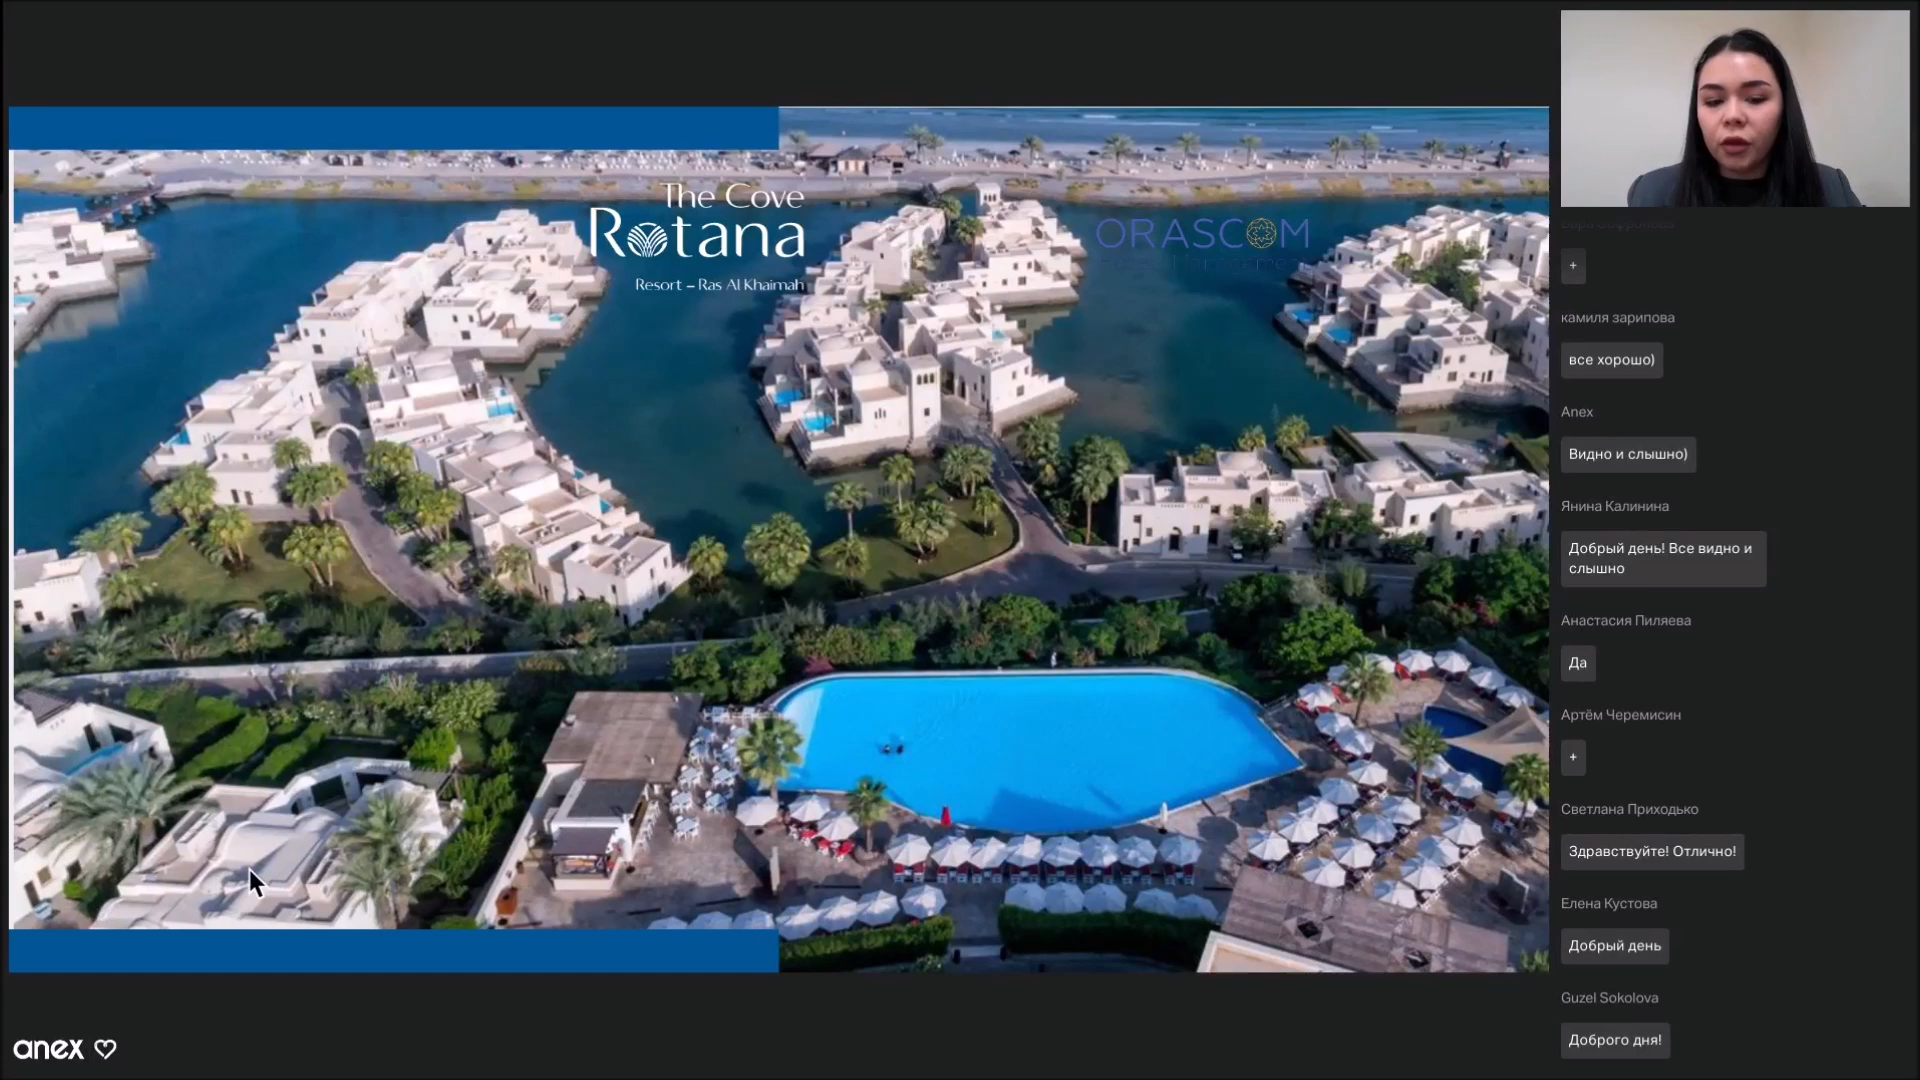 The Cove
Rotana
Resort – Ras Al Khaimah
ORASCOM
+
камиля зарипова
все хорошо)
Anex
Видно и слышно)
Янина Калинина
Добрый день! Все видно и
слышно
Анастасия Пиляева
Да
Артём Черемисин
+
Светлана Приходько
Здравствуйте! Отлично!
Елена Кустова
Добрый день
Guzel Sokolova
Доброго дня!
anex